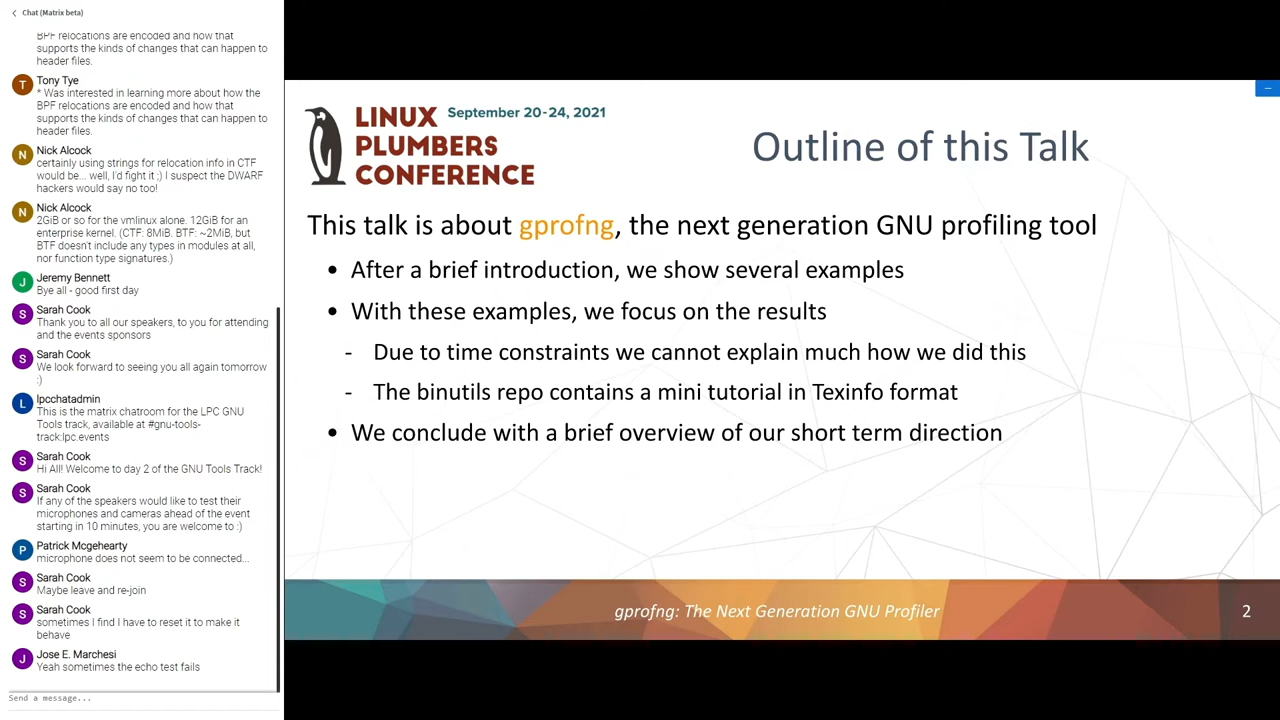 Chat (Matrix beta)
BPF relocations are encoded and how that
supports the kinds of changes that can happen to
header files.
T
Tony Tye
* Was interested in learning more about how the
BPF relocations are encoded and how that
supports the kinds of changes that can happen to
header files.
N
Nick Alcock
certainly using strings for relocation info in CTF
would be... well, I'd fight it ;) I suspect the DWARF
hackers would say no too!
N
Nick Alcock
2GiB or so for the vmlinux alone. 12GiB for an
enterprise kernel. (CTF: 8MiB. BTF: ~2MiB, but
BTF doesn't include any types in modules at all,
nor function type signatures.)
J
Jeremy Bennett
Bye all - good first day
S
Sarah Cook
Thank you to all our speakers, to you for attending
and the events sponsors
S
Sarah Cook
We look forward to seeing you all again tomorrow
:)
L
lpcchatadmin
This is the matrix chatroom for the LPC GNU
Tools track, available at #gnu-tools-
track:lpc.events
S
Sarah Cook
Hi All! Welcome to day 2 of the GNU Tools Track!
S
Sarah Cook
If any of the speakers would like to test their
microphones and cameras ahead of the event
starting in 10 minutes, you are welcome to :)
P
Patrick Mcgehearty
microphone does not seem to be connected...
S
Sarah Cook
Maybe leave and re-join
S
Sarah Cook
sometimes I find I have to reset it to make it
behave
J
Jose E. Marchesi
Yeah sometimes the echo test fails
Send a message...
LINUX
PLUMBERS
CONFERENCE
September 20-24, 2021
Outline of this Talk
This talk is about gprofng, the next generation GNU profiling tool
• After a brief introduction, we show several examples
• With these examples, we focus on the results
- Due to time constraints we cannot explain much how we did this
- The binutils repo contains a mini tutorial in Texinfo format
• We conclude with a brief overview of our short term direction
gprofng: The Next Generation GNU Profiler
2